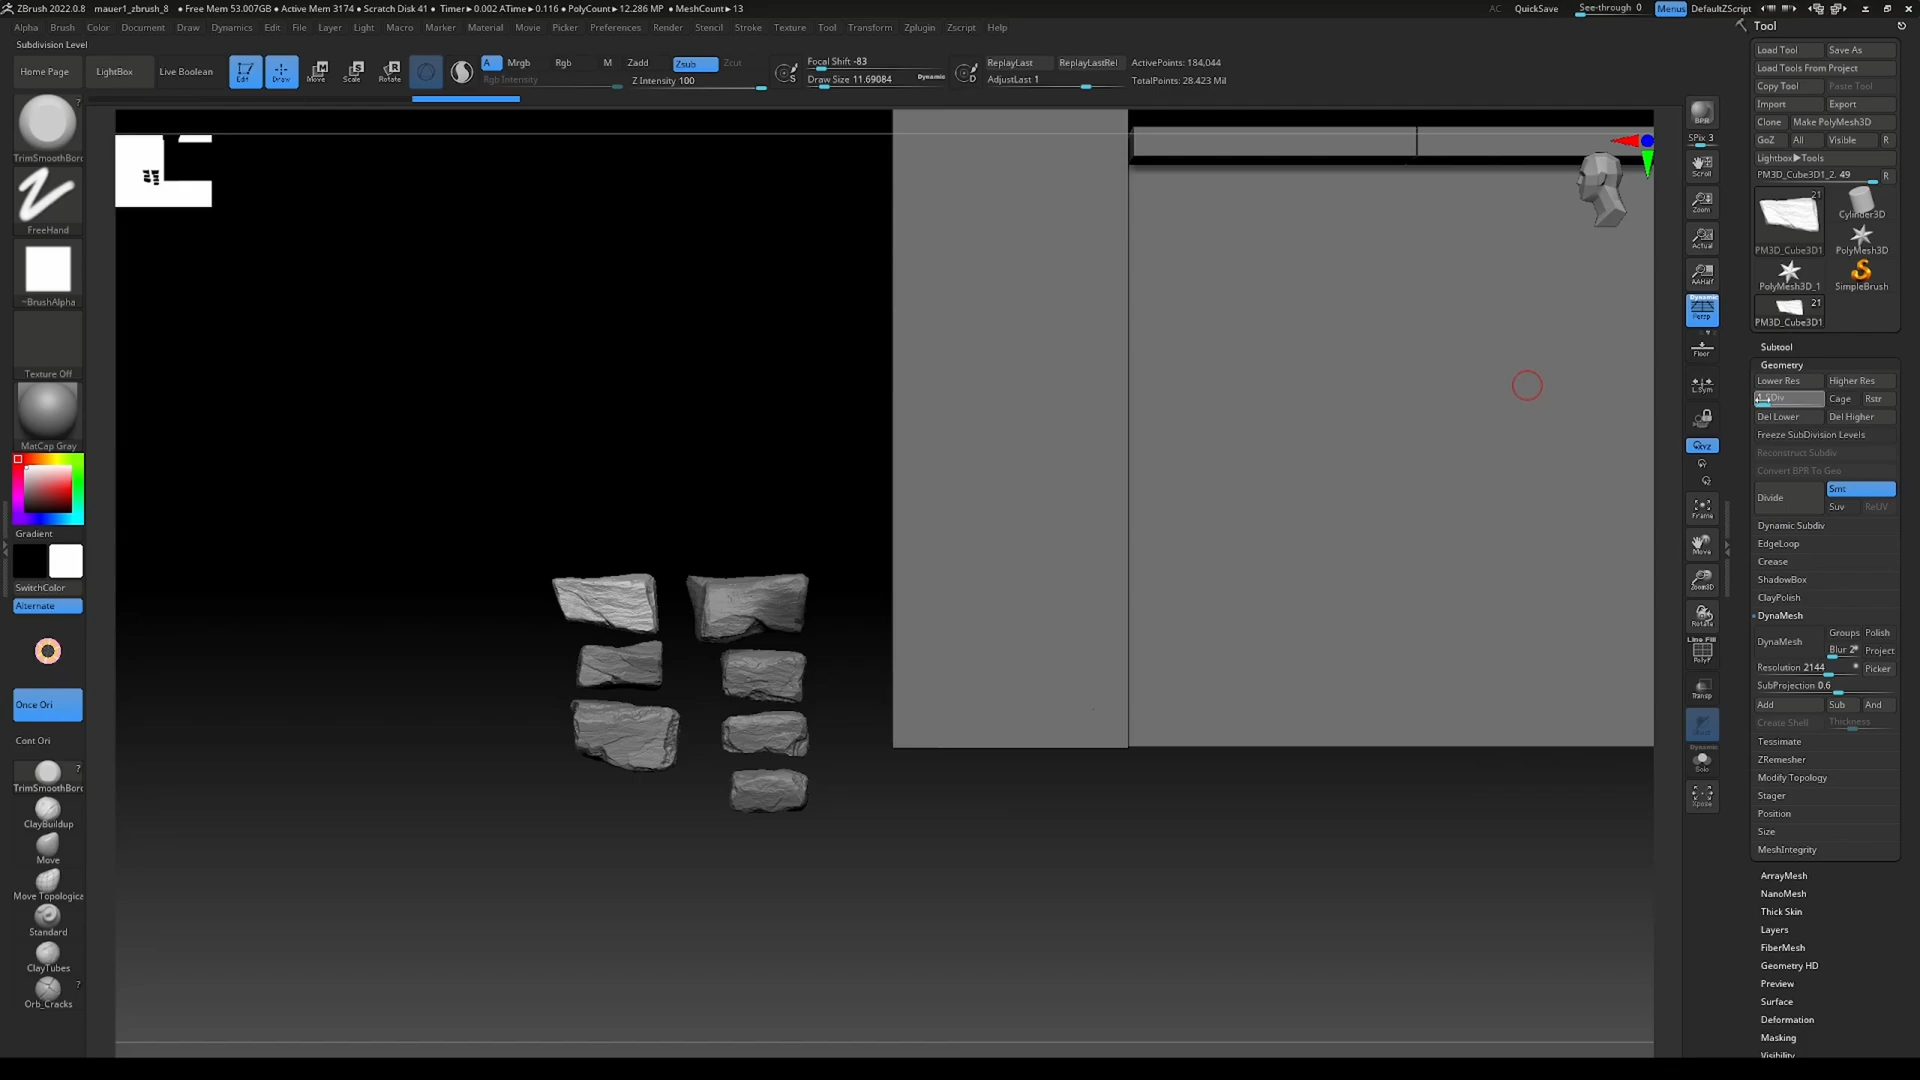 ZBrush 2022.0.8 mauer1_zbrush_8 • Free Mem 53.007GB • Active Mem 3174 • Scratch Disk 41 • Timer▸0.002 ATime▸0.116 • PolyCount▸12.286 MP • MeshCount▸13 AC QuickSave See-through 0 Menus DefaultZScript
Alpha Brush Color Document Draw Dynamics Edit File Layer Light Macro Marker Material Movie Picker Preferences Render Stencil Stroke Texture Tool Transform Zplugin Zscript Help
Subdivision Level
Home Page LightBox Live Boolean Edit Draw Move Scale Rotate A Mrgb Rgb M Zadd Zsub Zcut
Rgb Intensity Z Intensity 100
Focal Shift -83
Draw Size 11.69084 Dynamic
ReplayLast ReplayLastRel ActivePoints: 184,044
AdjustLast 1 TotalPoints: 28.423 Mil
TrimSmoothBord
FreeHand
~BrushAlpha
Texture Off
MatCap Gray
Gradient
SwitchColor
Alternate
Once Ori
Cont Ori
TrimSmoothBord
ClayBuildup
Move
Move Topologica
Standard
ClayTubes
Orb_Cracks
BPR
SPix 3
Scroll
Zoom
Actual
AAHalf
Dynamic
Persp
Floor
L.Sym
XYZ
Frame
Move
Zoom3D
Rotate
Line Fill
PolyF
Transp
Dynamic
Solo
Xpose
Tool
Load Tool Save As
Load Tools From Project
Copy Tool Paste Tool
Import Export
Clone Make PolyMesh3D
GoZ All Visible R
Lightbox▸Tools
PM3D_Cube3D1_2. 49 R
21
PM3D_Cube3D1 Cylinder3D
PolyMesh3D
PolyMesh3D_1 SimpleBrush
21
PM3D_Cube3D1
Subtool
Geometry
Lower Res Higher Res
Cage Rstr
Del Lower Del Higher
Freeze SubDivision Levels
Reconstruct Subdiv
Convert BPR To Geo
Divide Smt
Suv ReUV
Dynamic Subdiv
EdgeLoop
Crease
ShadowBox
ClayPolish
DynaMesh
DynaMesh Groups Polish
Blur 2 Project
Resolution 2144 Picker
SubProjection 0.6
Add Sub And
Create Shell Thickness
Tessimate
ZRemesher
Modify Topology
Stager
Position
Size
MeshIntegrity
ArrayMesh
NanoMesh
Thick Skin
Layers
FiberMesh
Geometry HD
Preview
Surface
Deformation
Masking
Visibility